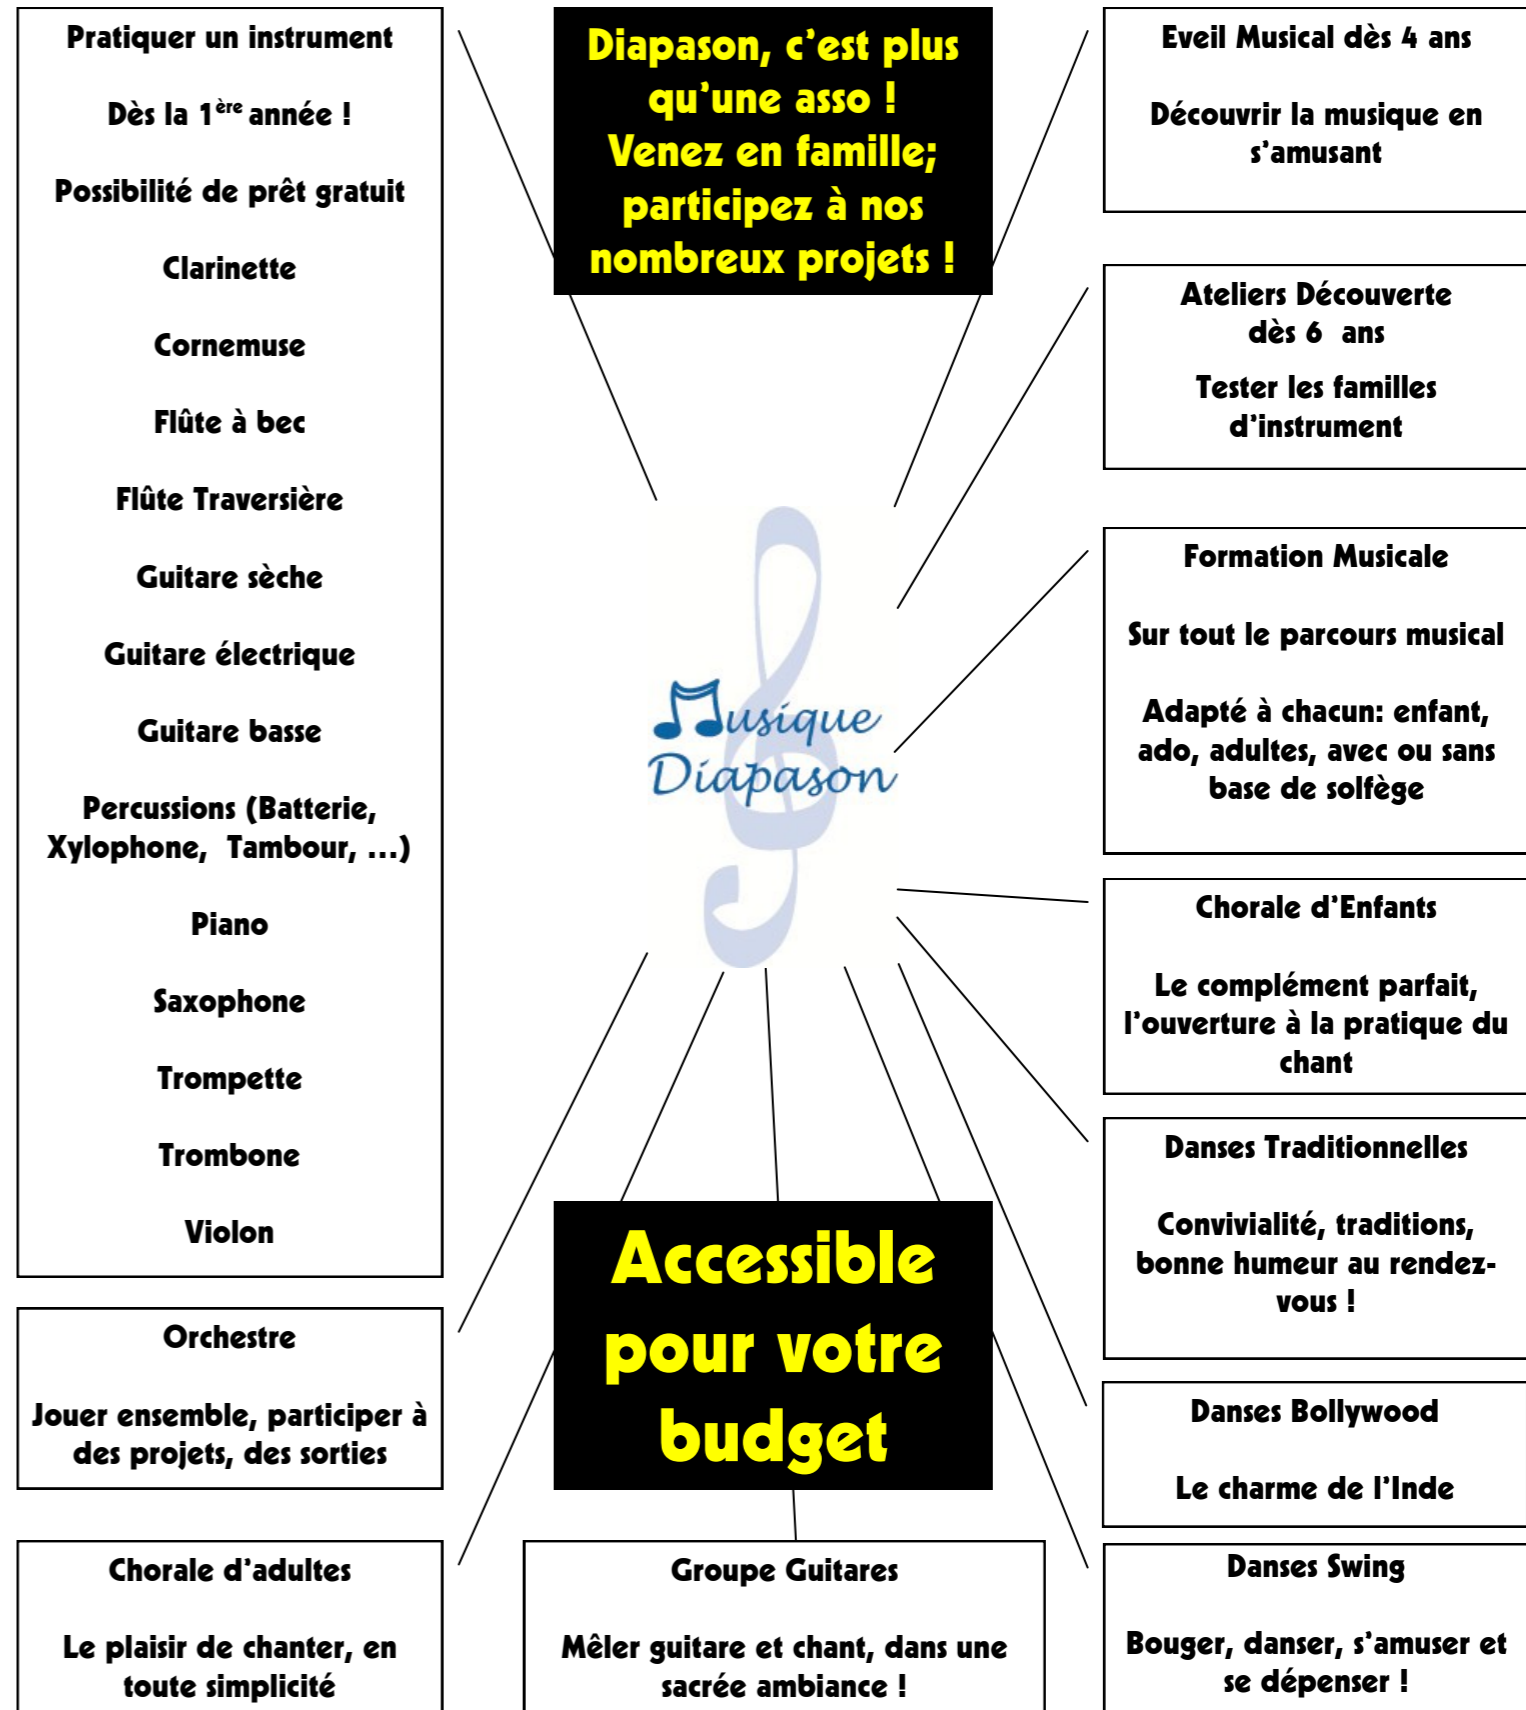 Pratiquer un instrument
Dès la 1ère année !
Possibilité de prêt gratuit
Clarinette
Cornemuse
Flûte à bec
Flûte Traversière
Guitare sèche
Guitare électrique
Guitare basse
Percussions (Batterie,
Xylophone, Tambour, ...)
Piano
Saxophone
Trompette
Trombone
Violon
Orchestre
Jouer ensemble, participer à
des projets, des sorties
Chorale d'adultes
Le plaisir de chanter, en
toute simplicité
Diapason, c'est plus
qu'une asso !
Venez en famille;
participez à nos
nombreux projets !
Musique
Diapason
Accessible
pour votre
budget
Groupe Guitares
Mêler guitare et chant, dans une
sacrée ambiance !
Eveil Musical dès 4 ans
Découvrir la musique en
s'amusant
Ateliers Découverte
dès 6 ans
Tester les familles
d'instrument
Formation Musicale
Sur tout le parcours musical
Adapté à chacun: enfant,
ado, adultes, avec ou sans
base de solfège
Chorale d'Enfants
Le complément parfait,
l'ouverture à la pratique du
chant
Danses Traditionnelles
Convivialité, traditions,
bonne humeur au rendez-
vous !
Danses Bollywood
Le charme de l'Inde
Danses Swing
Bouger, danser, s'amuser et
se dépenser !